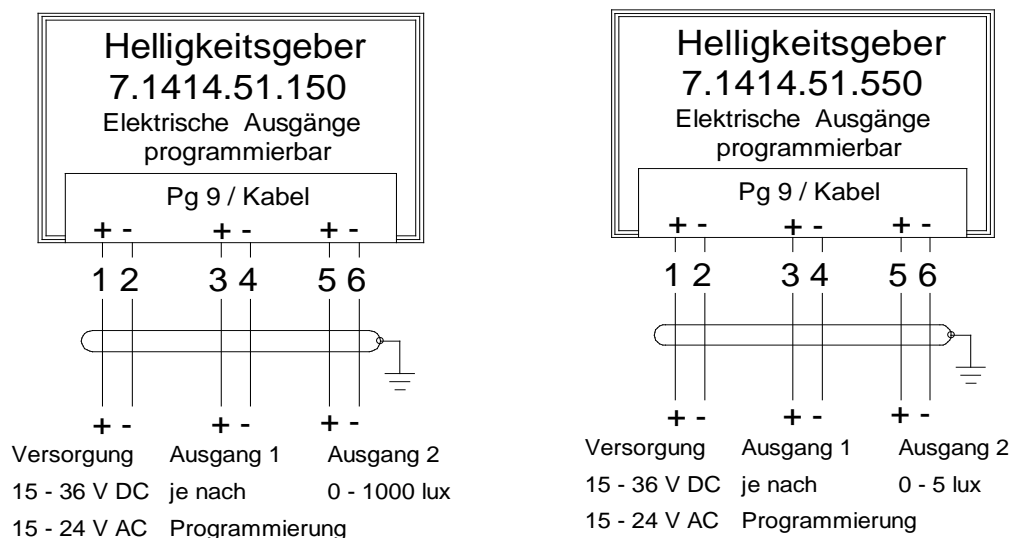 Helligkeitsgeber
7.1414.51.150
Elektrische Ausgänge
programmierbar
Pg 9 / Kabel
+ - + - + -
1 2 3 4 5 6
+ - + - + -
Versorgung Ausgang 1 Ausgang 2
15 - 36 V DC je nach 0 - 1000 lux
15 - 24 V AC Programmierung
Helligkeitsgeber
7.1414.51.550
Elektrische Ausgänge
programmierbar
Pg 9 / Kabel
+ - + - + -
1 2 3 4 5 6
+ - + - + -
Versorgung Ausgang 1 Ausgang 2
15 - 36 V DC je nach 0 - 5 lux
15 - 24 V AC Programmierung